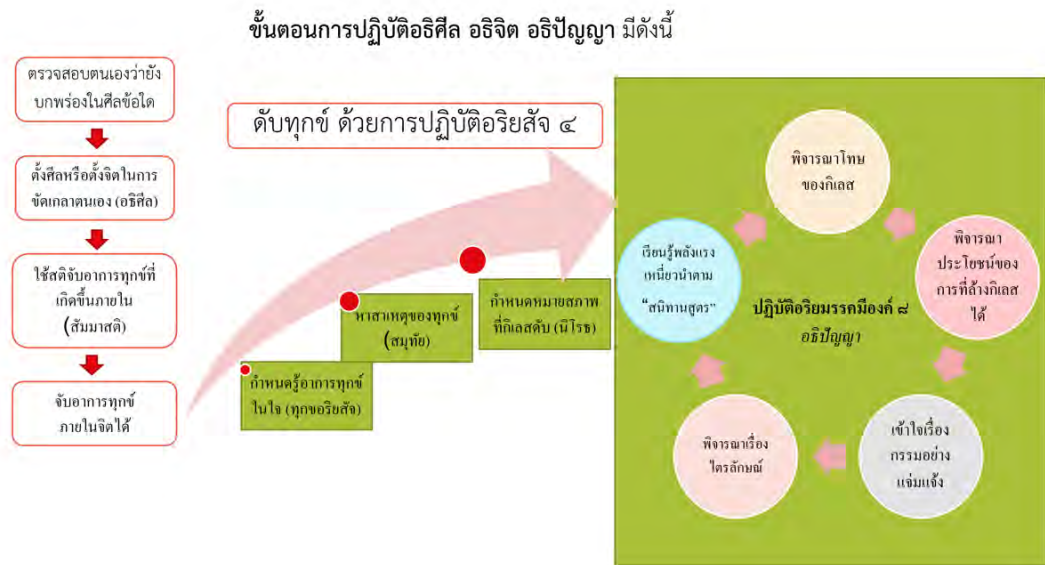 ขั้นตอนการปฏิบัติอธิศีล อธิจิต อธิปัญญา มีดังนี้
ตรวจสอบตนเองว่ายัง
บกพร่องในศีลข้อใด
ตั้งศีลหรือตั้งจิตในการ
ขัดเกลาตนเอง (อธิศีล)
ใช้สติจับอาการทุกข์ที่
เกิดขึ้นภายใน
(สัมมาสติ)
จับอาการทุกข์
ภายในจิตได้
ดับทุกข์ ด้วยการปฏิบัติอริยสัจ ๔
กำหนดรู้อาการทุกข์
ในใจ (ทุกขอริยสัจ)
หาสาเหตุของทุกข์
(สมุทัย)
กำหนดหมายสภาพ
ที่กิเลสดับ (นิโรธ)
พิจารณาโทษ
ของกิเลส
พิจารณา
ประโยชน์ของ
การที่ล้างกิเลส
ได้
เข้าใจเรื่อง
กรรมอย่าง
แจ่มแจ้ง
พิจารณาเรื่อง
ไตรลักษณ์
เรียนรู้พลังแรง
เหนี่ยวนำตาม
“สนิทานสูตร”
ปฏิบัติอริยมรรคมีองค์ ๘
อธิปัญญา